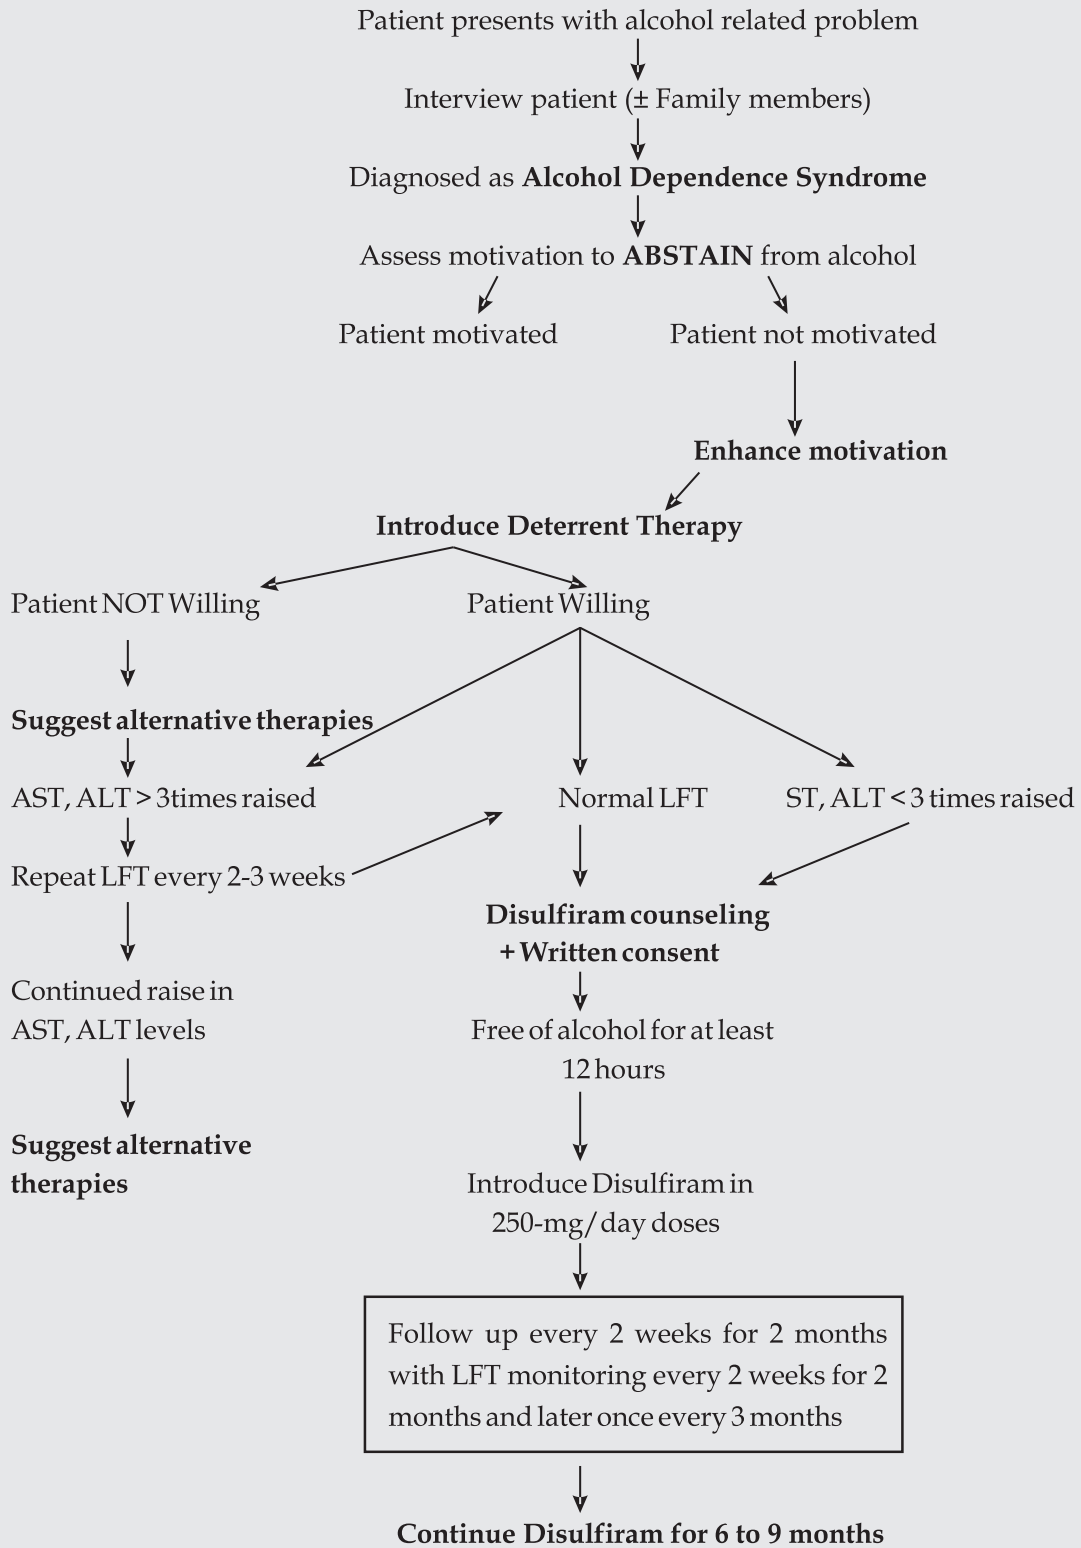 Patient presents with alcohol related problem
Interview patient (± Family members)
Diagnosed as Alcohol Dependence Syndrome
Assess motivation to ABSTAIN from alcohol
Patient motivated
Patient not motivated
Enhance motivation
Introduce Deterrent Therapy
Patient NOT Willing
Patient Willing
Suggest alternative therapies
AST, ALT > 3times raised
Normal LFT
ST, ALT < 3 times raised
Repeat LFT every 2-3 weeks
Disulfiram counseling
+ Written consent
Continued raise in
AST, ALT levels
Free of alcohol for at least
12 hours
Suggest alternative
therapies
Introduce Disulfiram in
250-mg/day doses
Follow up every 2 weeks for 2 months
with LFT monitoring every 2 weeks for 2
months and later once every 3 months
Continue Disulfiram for 6 to 9 months